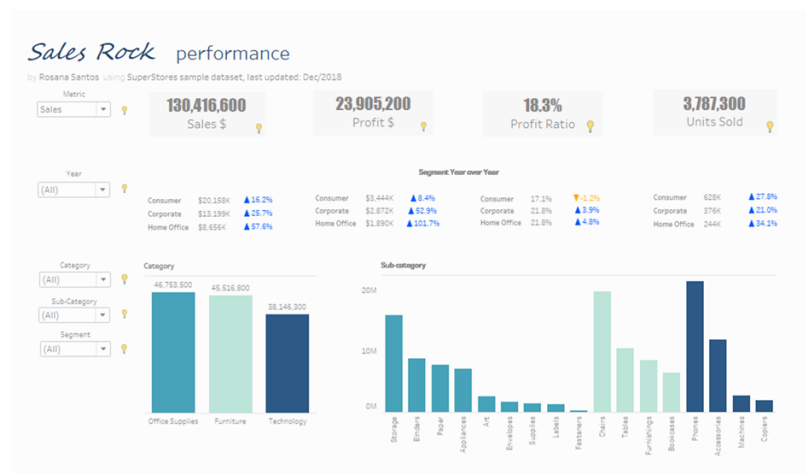 Sales Rock performance
by Rosana Santos using SuperStores sample dataset, last updated: Dec/2018
Metric
Sales
130,416,600
Sales $
23,905,200
Profit $
18.3%
Profit Ratio
3,787,300
Units Sold
Year
(All)
Segment Year over Year
Consumer $20,158K ▲16.2%
Corporate $13,199K ▲25.7%
Home Office $8,656K ▲57.6%
Consumer $3,444K ▲8.4%
Corporate $2,872K ▲52.9%
Home Office $1,890K ▲101.7%
Consumer 17.1% ▼-1.2%
Corporate 21.8% ▲3.9%
Home Office 21.8% ▲4.8%
Consumer 628K ▲27.8%
Corporate 376K ▲21.0%
Home Office 244K ▲34.1%
Category
(All)
Sub-Category
(All)
Segment
(All)
Category
46,753,500
45,516,800
38,146,300
Office Supplies
Furniture
Technology
Sub-category
20M
10M
0M
Storage
Binders
Paper
Appliances
Art
Envelopes
Supplies
Labels
Fasteners
Chairs
Tables
Furnishings
Bookcases
Phones
Accessories
Machines
Copiers